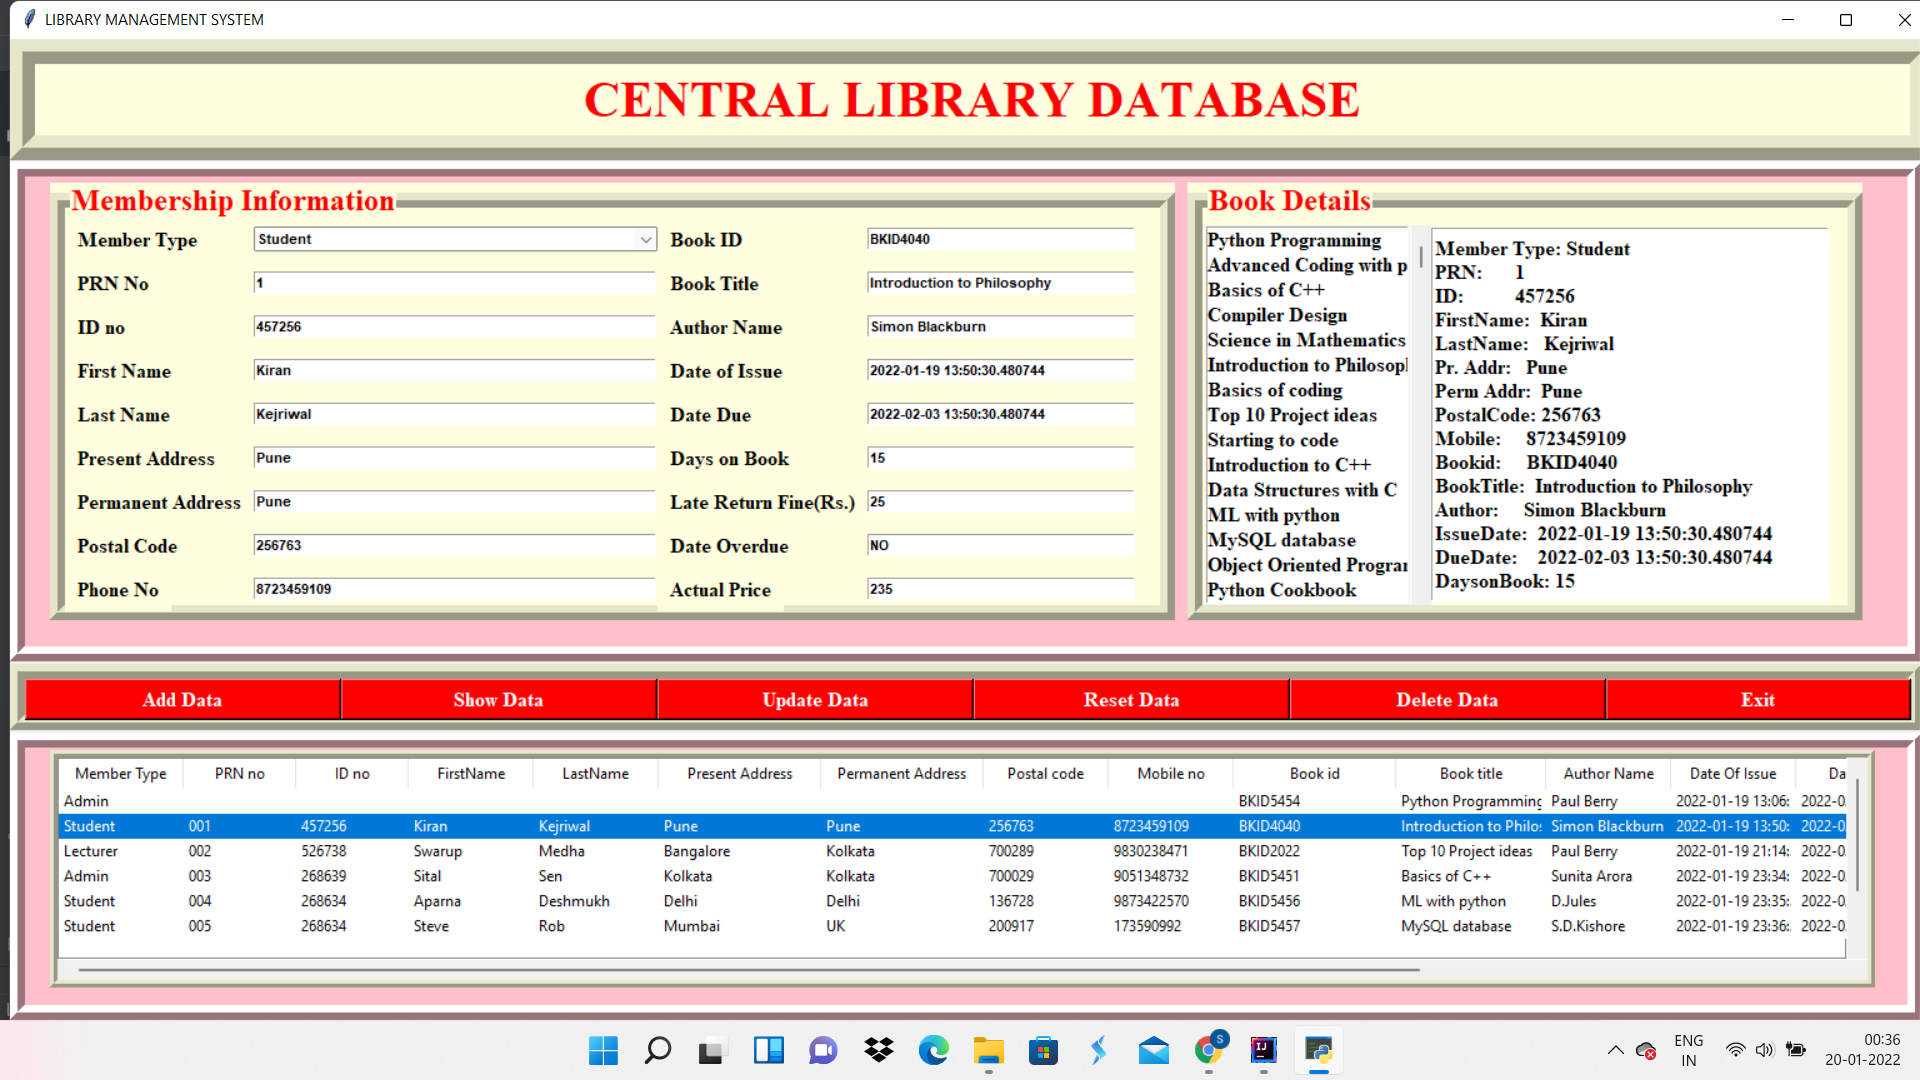 LIBRARY MANAGEMENT SYSTEM
CENTRAL LIBRARY DATABASE
Membership Information
Member Type Student
PRN No 1
ID no 457256
First Name Kiran
Last Name Kejriwal
Present Address Pune
Permanent Address Pune
Postal Code 256763
Phone No 8723459109
Book ID BKID4040
Book Title Introduction to Philosophy
Author Name Simon Blackburn
Date of Issue 2022-01-19 13:50:30.480744
Date Due 2022-02-03 13:50:30.480744
Days on Book 15
Late Return Fine(Rs.) 25
Date Overdue NO
Actual Price 235
Book Details
Python Programming
Advanced Coding with p
Basics of C++
Compiler Design
Science in Mathematics
Introduction to Philosop
Basics of coding
Top 10 Project ideas
Starting to code
Introduction to C++
Data Structures with C
ML with python
MySQL database
Object Oriented Progra
Python Cookbook
Member Type: Student
PRN: 1
ID: 457256
FirstName: Kiran
LastName: Kejriwal
Pr. Addr: Pune
Perm Addr: Pune
PostalCode: 256763
Mobile: 8723459109
Bookid: BKID4040
BookTitle: Introduction to Philosophy
Author: Simon Blackburn
IssueDate: 2022-01-19 13:50:30.480744
DueDate: 2022-02-03 13:50:30.480744
DaysonBook: 15
Add Data Show Data Update Data Reset Data Delete Data Exit
Member Type PRN no ID no FirstName LastName Present Address Permanent Address Postal code Mobile no Book id Book title Author Name Date Of Issue Da
Admin BKID5454 Python Programming Paul Berry 2022-01-19 13:06: 2022-0
Student 001 457256 Kiran Kejriwal Pune Pune 256763 8723459109 BKID4040 Introduction to Philo: Simon Blackburn 2022-01-19 13:50: 2022-0
Lecturer 002 526738 Swarup Medha Bangalore Kolkata 700289 9830238471 BKID2022 Top 10 Project ideas Paul Berry 2022-01-19 21:14: 2022-0
Admin 003 268639 Sital Sen Kolkata Kolkata 700029 9051348732 BKID5451 Basics of C++ Sunita Arora 2022-01-19 23:34: 2022-0
Student 004 268634 Aparna Deshmukh Delhi Delhi 136728 9873422570 BKID5456 ML with python D.Jules 2022-01-19 23:35: 2022-0
Student 005 268634 Steve Rob Mumbai UK 200917 173590992 BKID5457 MySQL database S.D.Kishore 2022-01-19 23:36: 2022-0
S
IJ
ENG
IN
00:36
20-01-2022